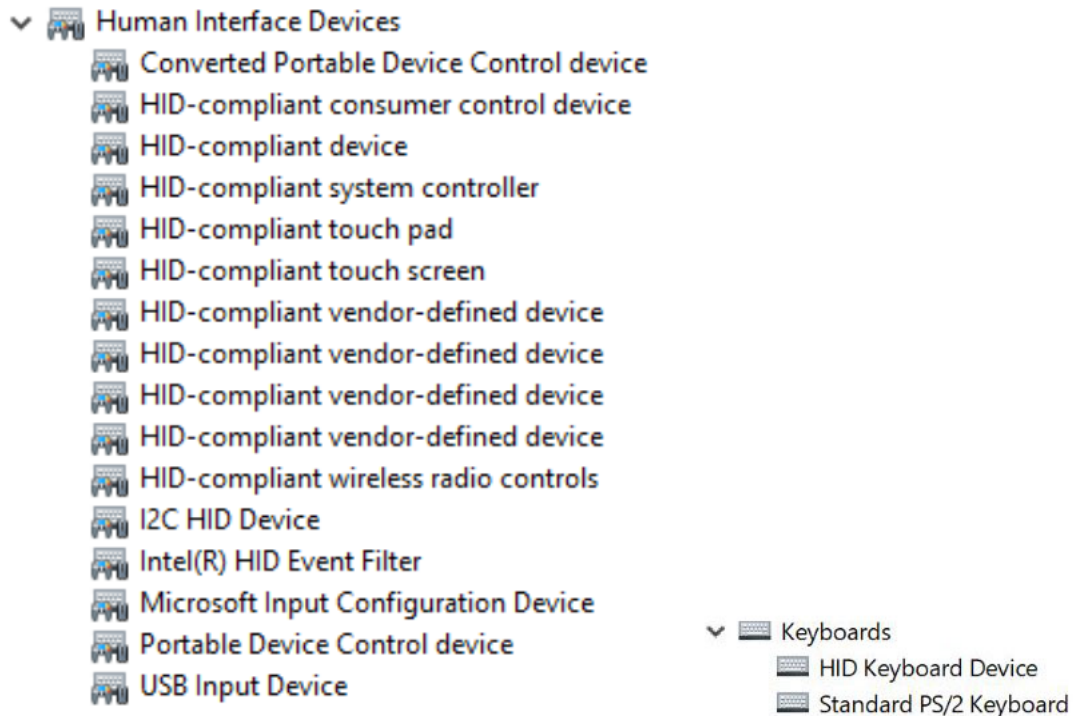 Human Interface Devices
Converted Portable Device Control device
HID-compliant consumer control device
HID-compliant device
HID-compliant system controller
HID-compliant touch pad
HID-compliant touch screen
HID-compliant vendor-defined device
HID-compliant vendor-defined device
HID-compliant vendor-defined device
HID-compliant vendor-defined device
HID-compliant wireless radio controls
I2C HID Device
Intel(R) HID Event Filter
Microsoft Input Configuration Device
Portable Device Control device
USB Input Device
Keyboards
HID Keyboard Device
Standard PS/2 Keyboard